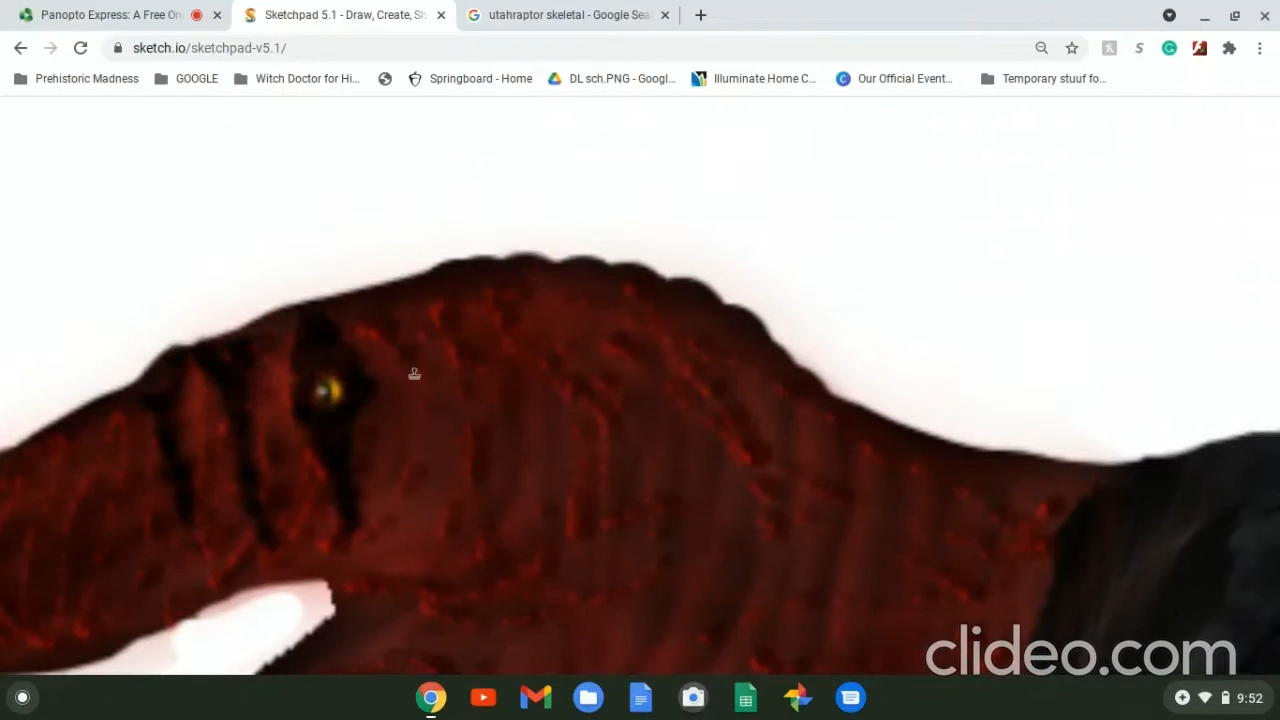 Panopto Express: A Free On
Sketchpad 5.1 - Draw, Create, Sh
utahraptor skeletal - Google Sea
sketch.io/sketchpad-v5.1/
Prehistoric Madness
GOOGLE
Witch Doctor for Hi...
Springboard - Home
DL sch.PNG - Googl...
Illuminate Home C...
Our Official Event...
Temporary stuuf fo...
clideo.com
9:52